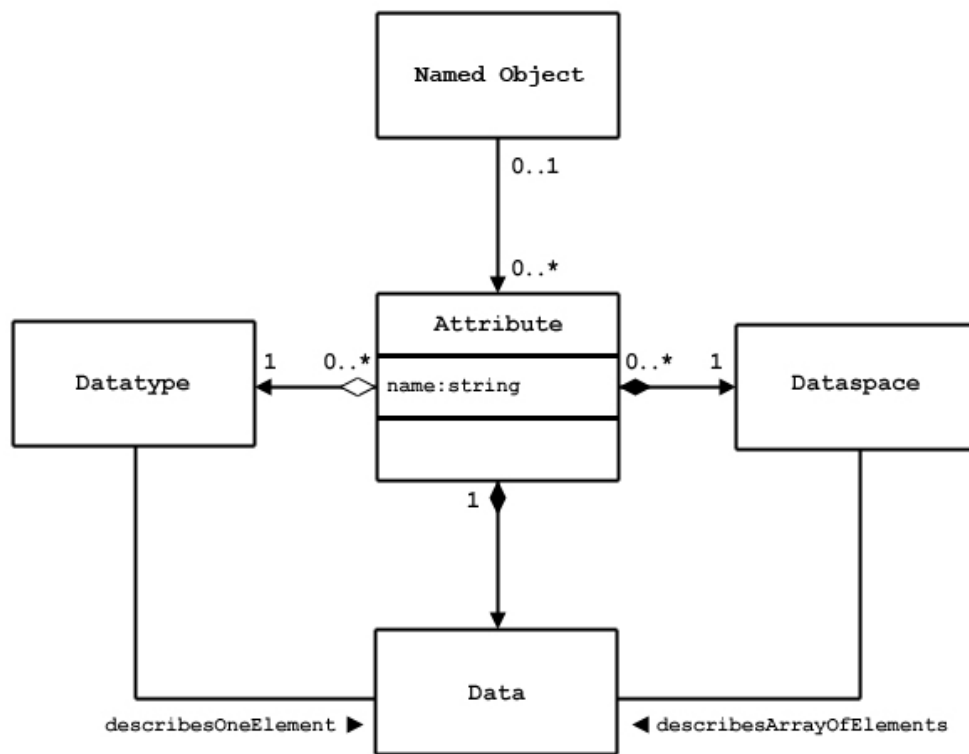 Named Object
0..1
0..*
Attribute
1
0..*
name:string
0..*
1
Datatype
Dataspace
1
Data
describesOneElement
describesArrayOfElements